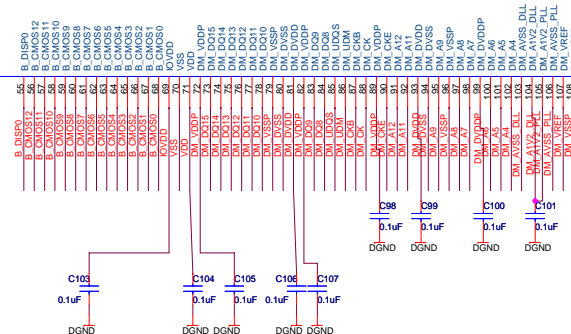 B_DISP0
B_CMOS12
B_CMOS11
B_CMOS10
B_CMOS9
B_CMOS8
B_CMOS7
B_CMOS6
B_CMOS5
B_CMOS4
B_CMOS3
B_CMOS2
B_CMOS1
B_CMOS0
IOVDD
VSS
VDD
DM_VDDP
DM_DQ15
DM_DQ14
DM_DQ13
DM_DQ12
DM_DQ11
DM_DQ10
DM_VSSP
DM_DVSS
DM_DVDD
DM_VDDP
DM_DQ9
DM_DQ8
DM_UDQS
DM_UDM
DM_CKB
DM_CK
DM_VDDP
DM_CKE
DM_A12
DM_A11
DM_DVDD
DM_DVSS
DM_A9
DM_VSSP
DM_A8
DM_A7
DM_DVDDP
DM_A6
DM_A5
DM_A4
DM_AVSS_DLL
DM_A1V2_DLL
DM_A1V2_PLL
DM_AVSS_PLL
DM_VREF
DM_VSSP
55
56
57
58
59
60
61
62
63
64
65
66
67
68
69
70
71
72
73
74
75
76
77
78
79
80
81
82
83
84
85
86
87
88
89
90
91
92
93
94
95
96
97
98
99
100
101
102
103
104
105
106
107
108
B_DISP0
B_CMOS12
B_CMOS11
B_CMOS10
B_CMOS9
B_CMOS8
B_CMOS7
B_CMOS6
B_CMOS5
B_CMOS4
B_CMOS3
B_CMOS2
B_CMOS1
B_CMOS0
IOVDD
VSS
VDD
DM_VDDP
DM_DQ15
DM_DQ14
DM_DQ13
DM_DQ12
DM_DQ11
DM_DQ10
DM_VSSP
DM_DVSS
DM_DVDD
DM_VDDP
DM_DQ9
DM_DQ8
DM_UDQS
DM_UDM
DM_CKB
DM_CK
DM_VDDP
DM_CKE
DM_A12
DM_A11
DM_DVDD
DM_DVSS
DM_A9
DM_VSSP
DM_A8
DM_A7
DM_DVDDP
DM_A6
DM_A5
DM_A4
DM_AVSS_DLL
DM_A1V2_DLL
DM_A1V2_PLL
DM_AVSS_PLL
DM_VREF
DM_VSSP
C98
0.1uF
DGND
C99
0.1uF
DGND
C100
0.1uF
DGND
C101
0.1uF
DGND
C103
0.1uF
DGND
C104
0.1uF
DGND
C105
0.1uF
DGND
C106
0.1uF
DGND
C107
0.1uF
DGND